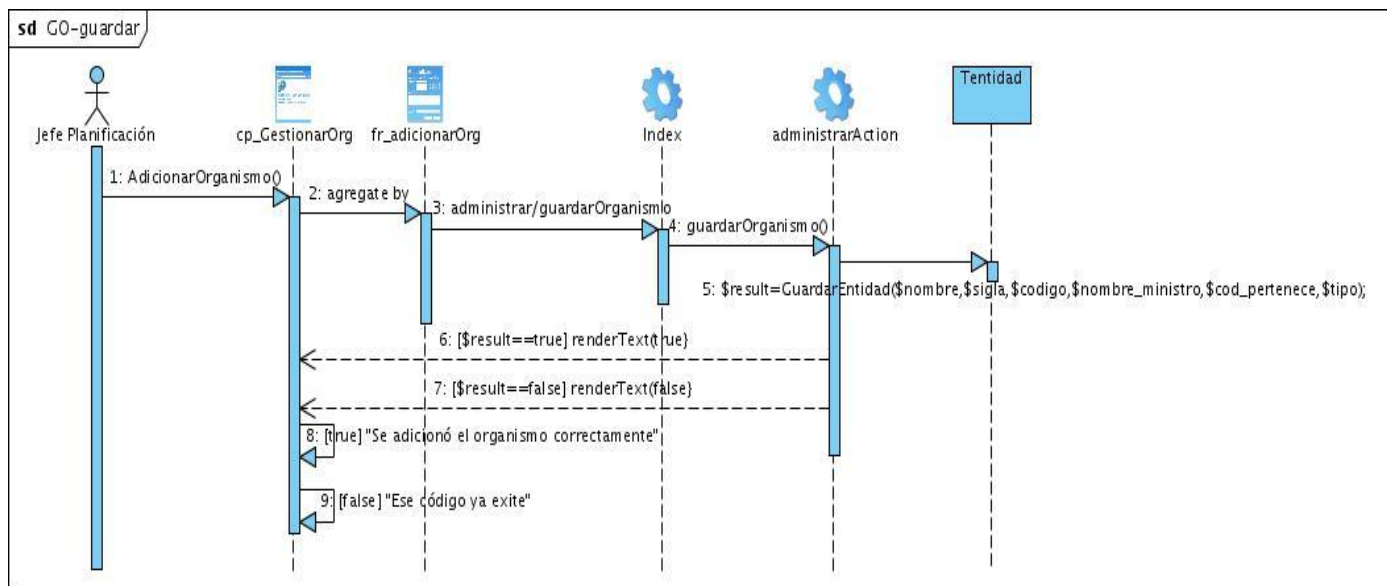 sd GO-guardar
Jefe Planificación
cp_GestionarOrg
fr_adicionarOrg
Index
administrarAction
Tentidad
1: AdicionarOrganismo()
2: agregate by
3: administrar/guardarOrganismo
4: guardarOrganismo()
5: $result=GuardarEntidad($nombre,$sigla,$codigo,$nombre_ministro,$cod_pertenece,$tipo);
6: [$result==true] renderText(true}
7: [$result==false] renderText(false}
8: [true] "Se adicionó el organismo correctamente"
9: [false] "Ese código ya exite"